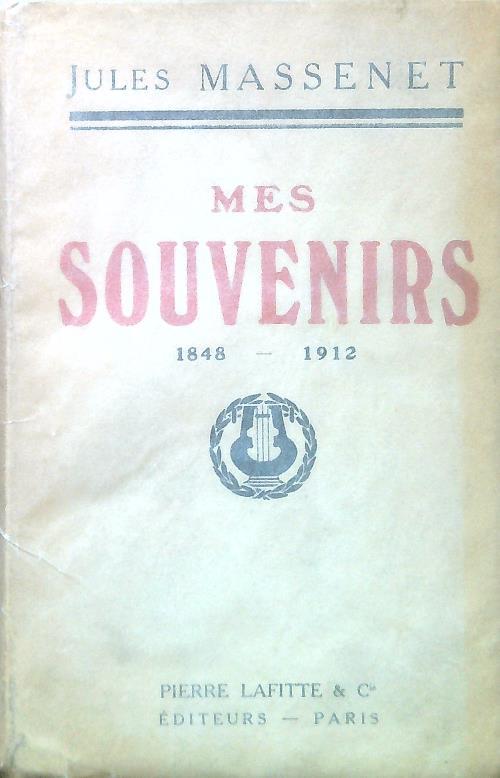 JULES MASSENET
MES
SOUVENIRS
1848 — 1912
PIERRE LAFITTE & Cie
ÉDITEURS — PARIS